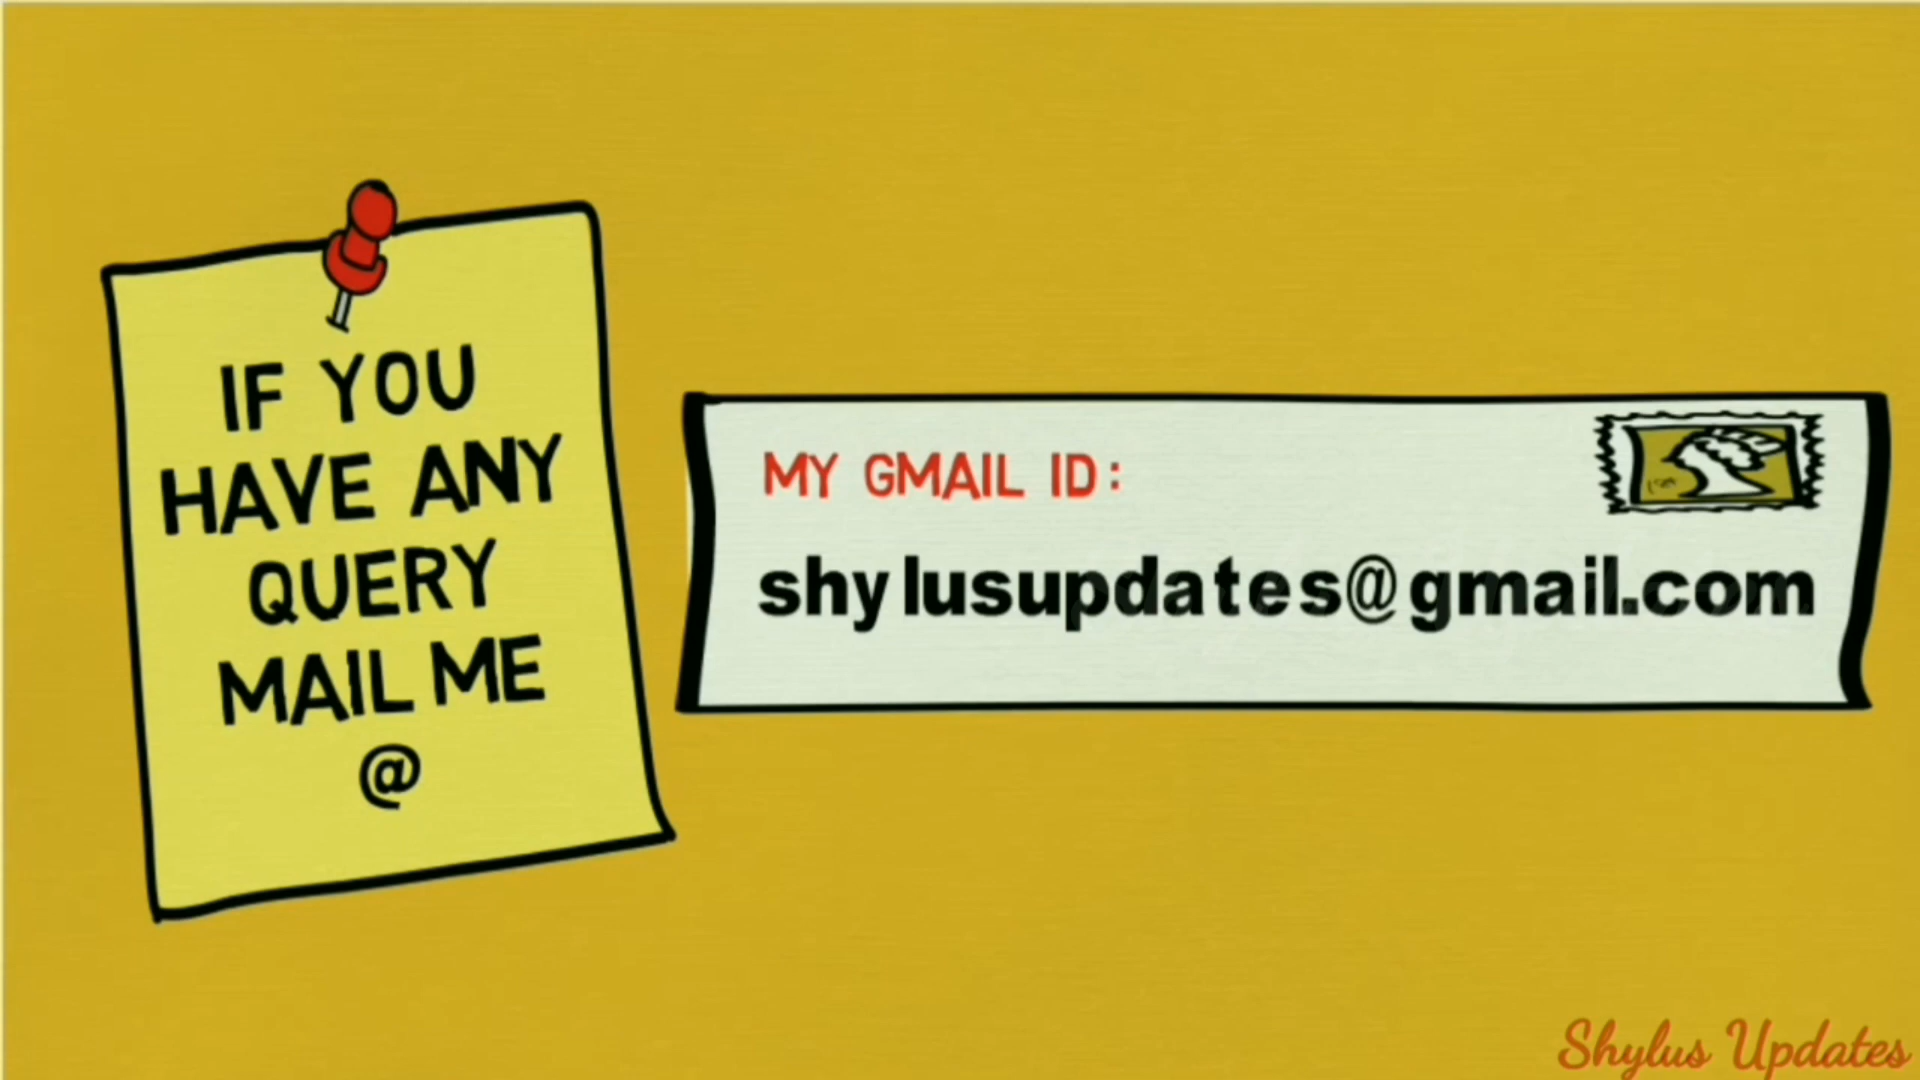 IF YOU
HAVE ANY
QUERY
MAIL ME
@
MY GMAIL ID:
shylusupdates@gmail.com
Shylus Updates